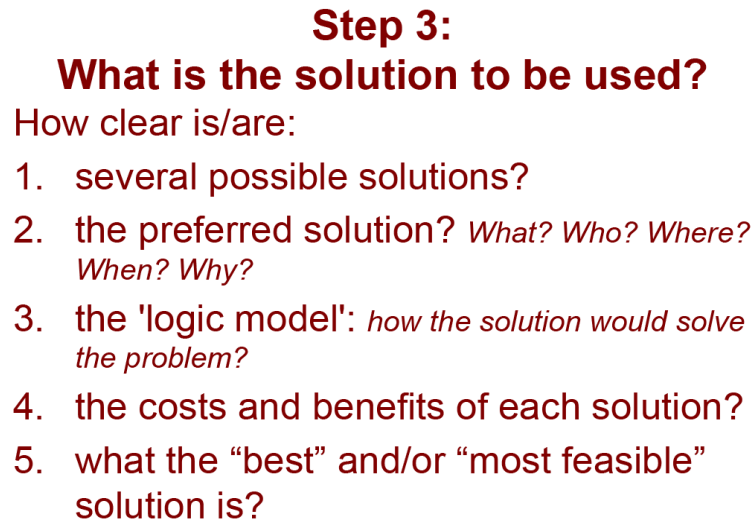 Step 3:
What is the solution to be used?
How clear is/are:
1. several possible solutions?
2. the preferred solution? What? Who? Where?
When? Why?
3. the 'logic model': how the solution would solve
the problem?
4. the costs and benefits of each solution?
5. what the “best” and/or “most feasible”
solution is?